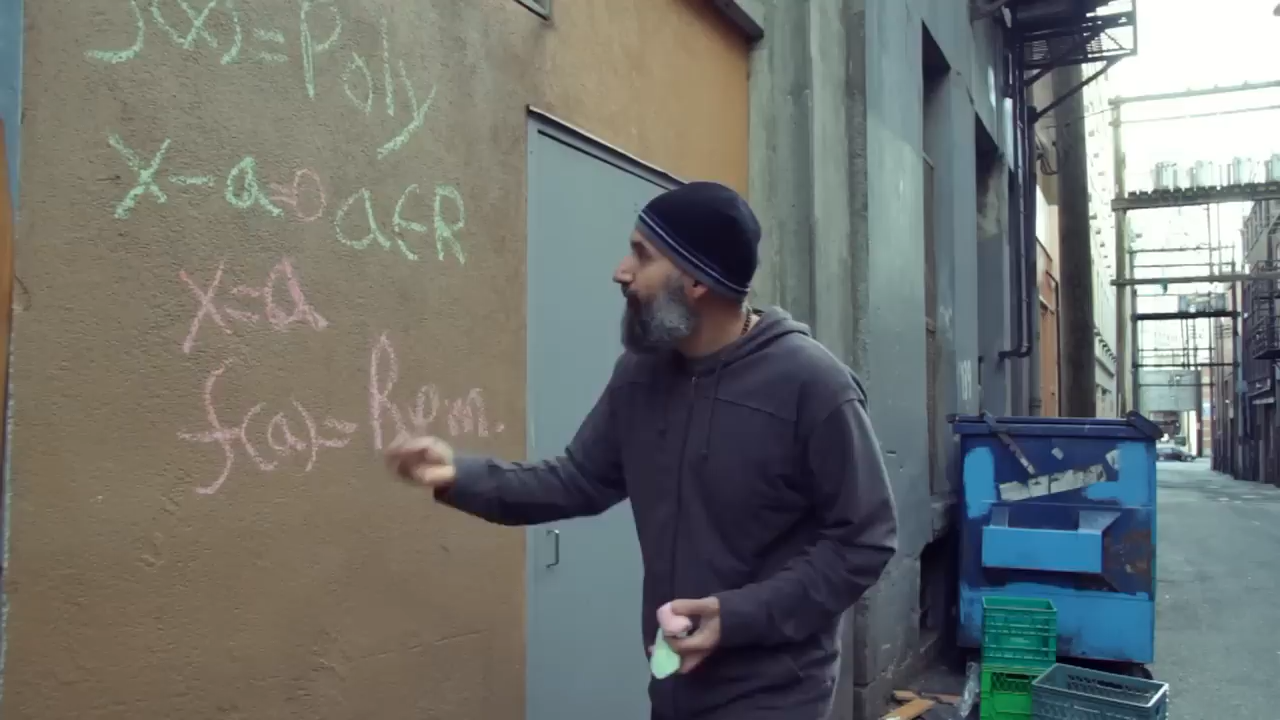 f(x)=Poly
x-a=0 a∈R
x=a
f(a)=Rem.